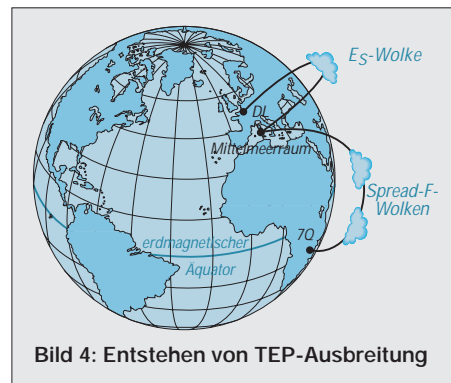 E_S-Wolke
DL
Mittelmeerraum
Spread-F-
Wolken
7Q
erdmagnetischer
Äquator
Bild 4: Entstehen von TEP-Ausbreitung